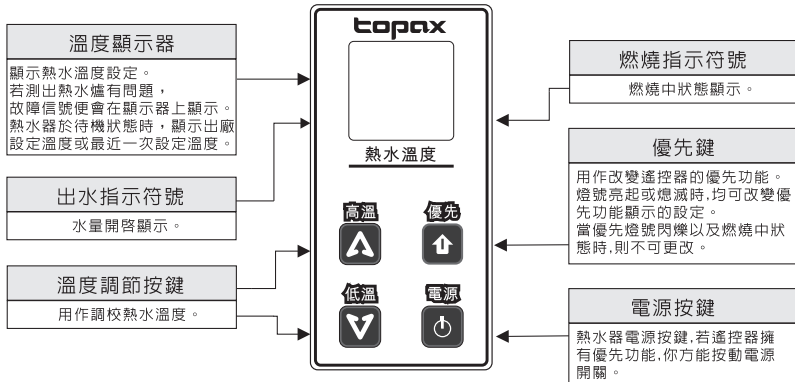 topax
溫度顯示器
顯示熱水溫度設定。
若測出熱水爐有問題，
故障信號便會在顯示器上顯示。
熱水器於待機狀態時，顯示出廠
設定溫度或最近一次設定溫度。
出水指示符號
水量開啓顯示。
溫度調節按鍵
用作調校熱水溫度。
熱水溫度
高溫
優先
低溫
電源
燃燒指示符號
燃燒中狀態顯示。
優先鍵
用作改變遙控器的優先功能。
燈號亮起或熄滅時,均可改變優
先功能顯示的設定。
當優先燈號閃爍以及燃燒中狀
態時,則不可更改。
電源按鍵
熱水器電源按鍵,若遙控器擁
有優先功能,你方能按動電源
開關。